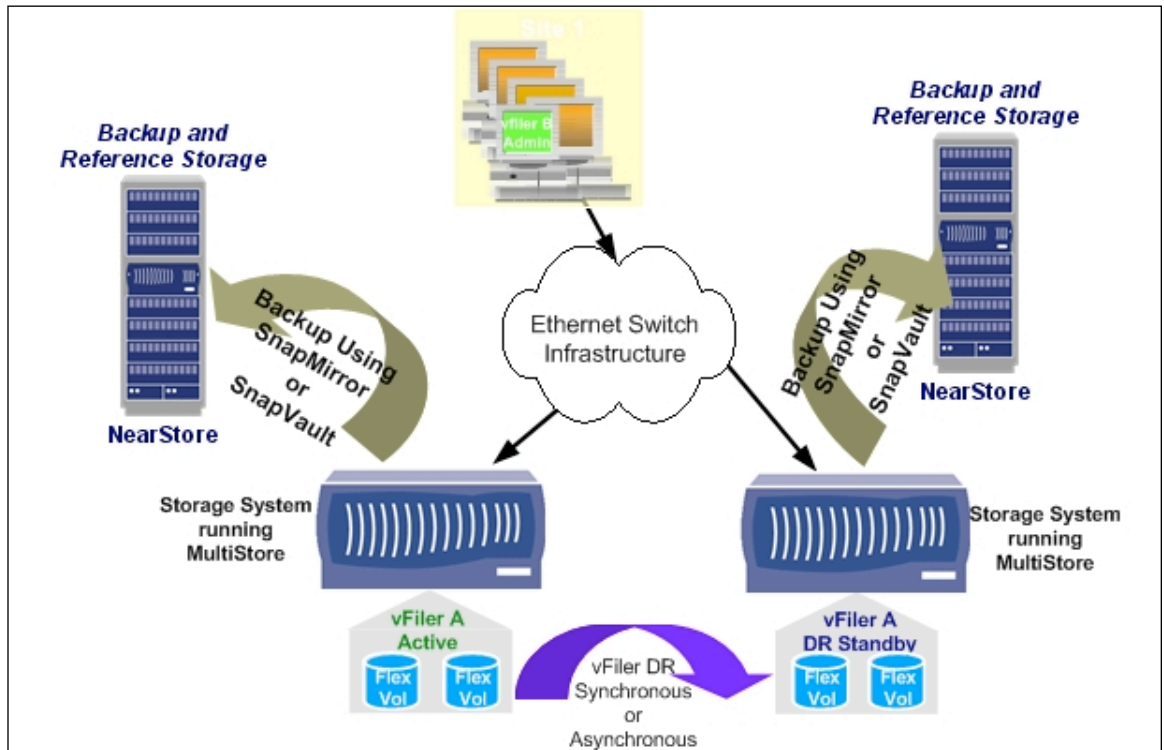 Site 1
vfiler B
Admin
Backup and
Reference Storage
Backup and
Reference Storage
Backup Using
SnapMirror
or
SnapVault
NearStore
Ethernet Switch
Infrastructure
Backup Using
SnapMirror
or
SnapVault
NearStore
Storage System
running
MultiStore
Storage System
running
MultiStore
vFiler A
Active
Flex
Vol
Flex
Vol
vFiler DR
Synchronous
or
Asynchronous
vFiler A
DR Standby
Flex
Vol
Flex
Vol